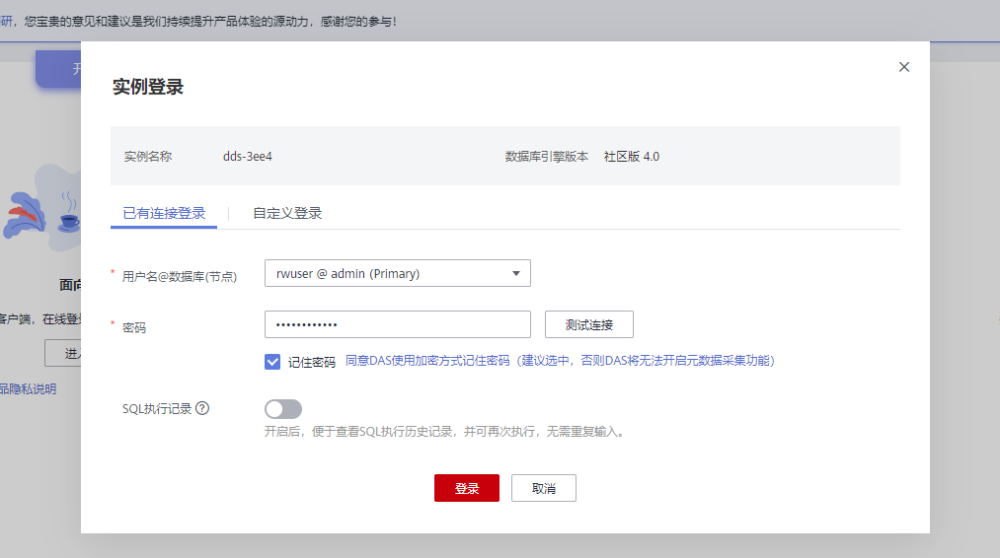 研，您宝贵的意见和建议是我们持续提升产品体验的源动力，感谢您的参与！
开
实例登录
实例名称 dds-3ee4 数据库引擎版本 社区版 4.0
已有连接登录 自定义登录
* 用户名@数据库(节点) rwuser @ admin (Primary)
面向
客户端，在线登录
* 密码 •••••••••••• 测试连接
进入
记住密码 同意DAS使用加密方式记住密码（建议选中，否则DAS将无法开启元数据采集功能）
品隐私说明
SQL执行记录 ?
开启后，便于查看SQL执行历史记录，并可再次执行，无需重复输入。
登录 取消